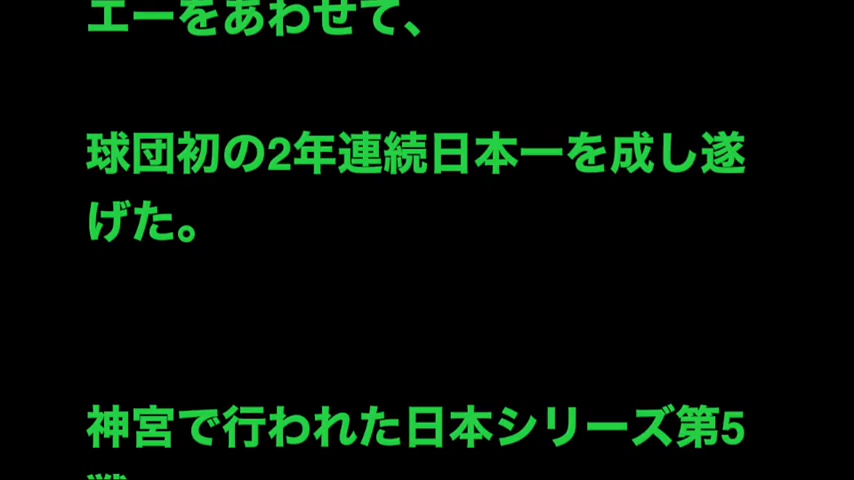 エーをあわせて、
球団初の2年連続日本一を成し遂
げた。
神宮で行われた日本シリーズ第5
戦